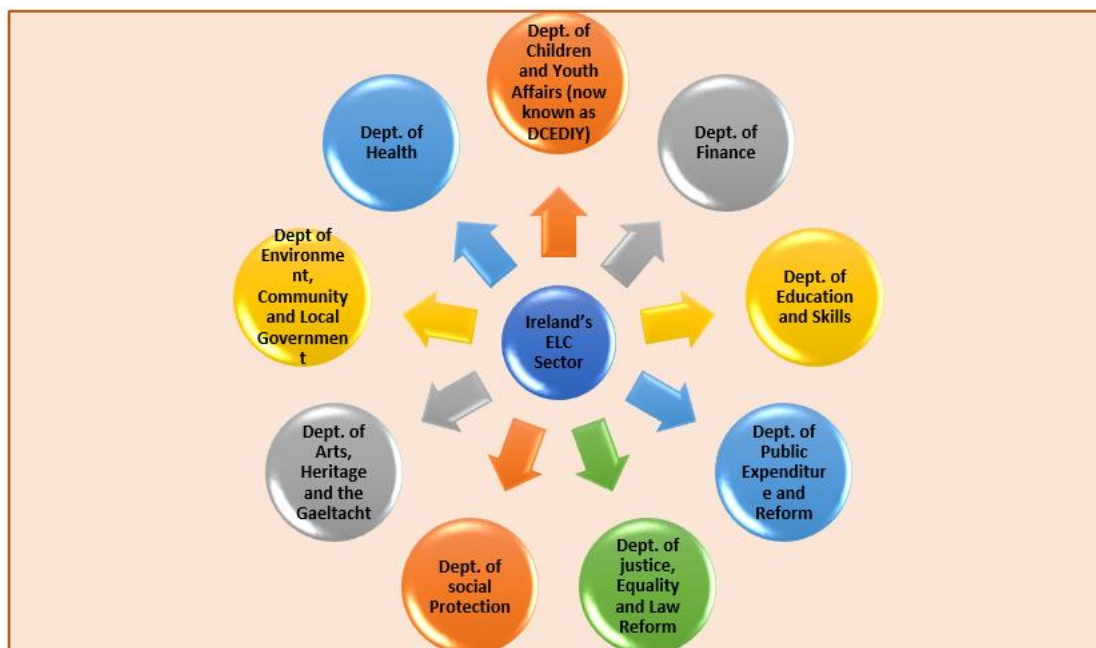 Dept. of
Children
and Youth
Affairs (now
known as
DCEDIY)
Dept. of
Finance
Dept. of
Education
and Skills
Dept. of
Public
Expenditur
e and
Reform
Dept. of
justice,
Equality
and Law
Reform
Dept. of
social
Protection
Dept. of
Arts,
Heritage
and the
Gaeltacht
Dept of
Environme
nt,
Community
and Local
Governmen
t
Dept. of
Health
Ireland’s
ELC
Sector